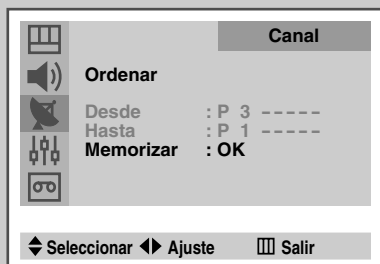 Canal
Ordenar
Desde : P 3 -----
Hasta : P 1 -----
Memorizar : OK
Seleccionar Ajuste Salir